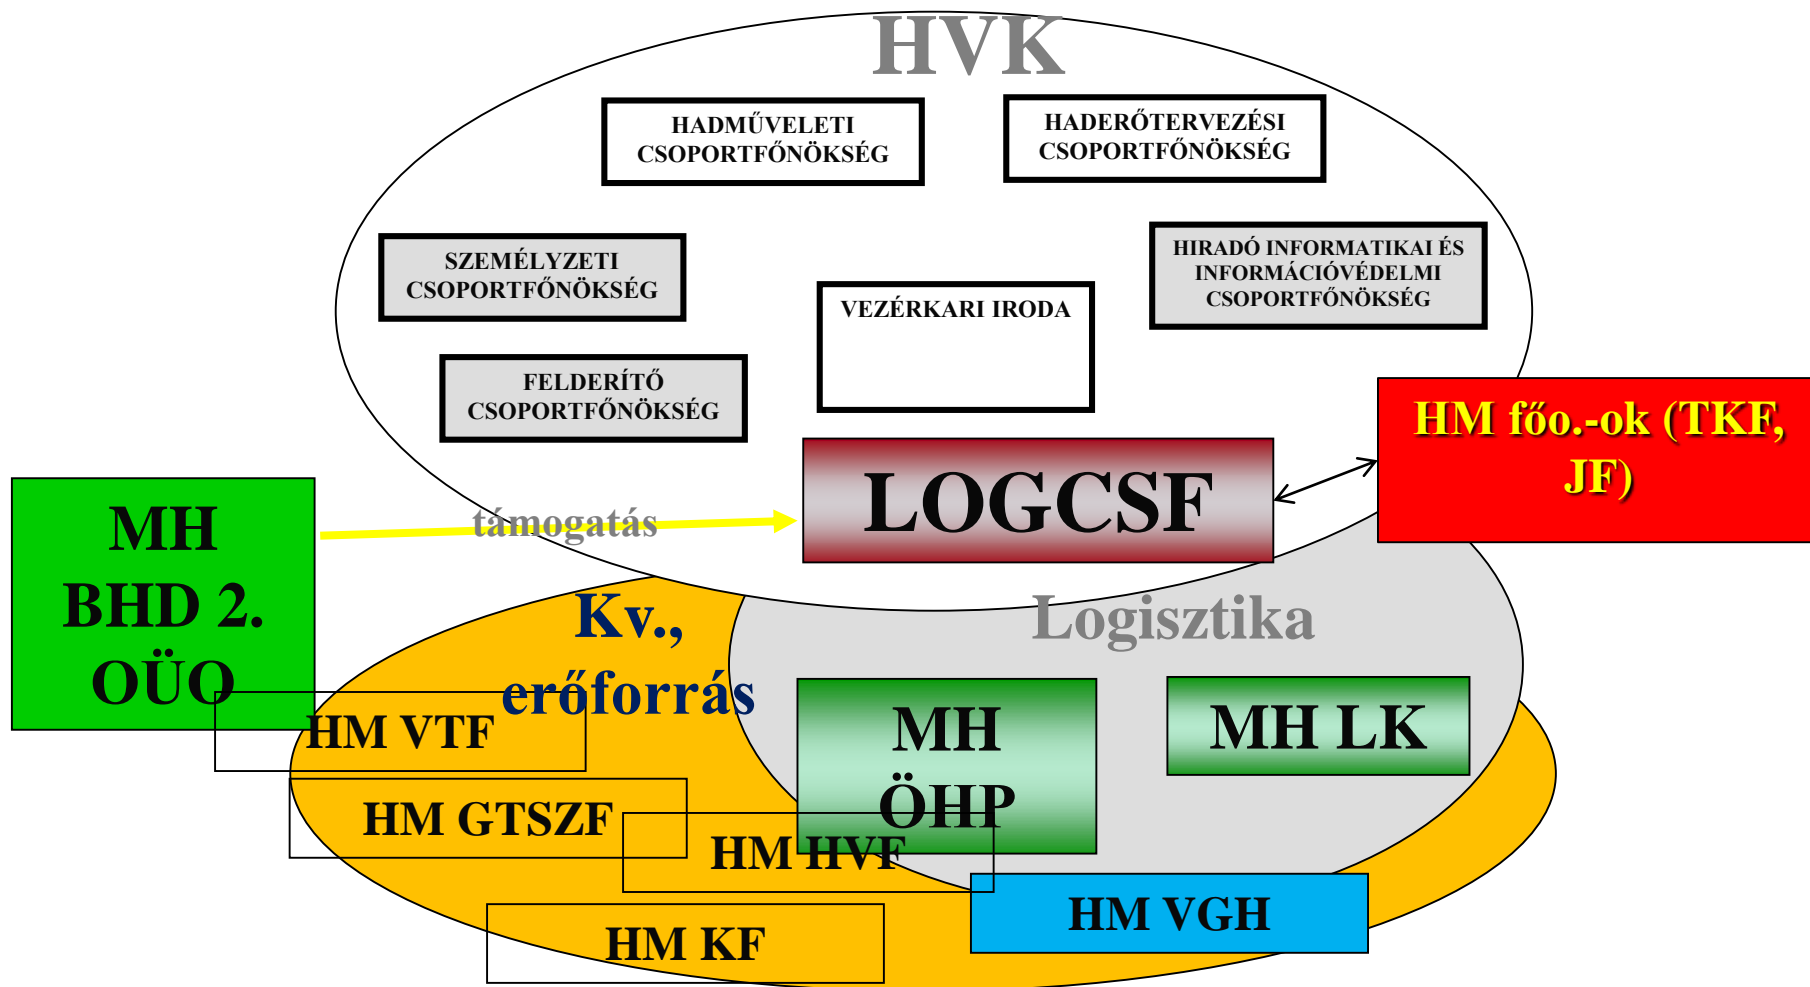 HVK
HADMŰVELETI
CSOPORTFŐNÖKSÉG
HADERŐTERVEZÉSI
CSOPORTFŐNÖKSÉG
SZEMÉLYZETI
CSOPORTFŐNÖKSÉG
HIRADÓ INFORMATIKAI ÉS
INFORMÁCIÓVÉDELMI
CSOPORTFŐNÖKSÉG
VEZÉRKARI IRODA
FELDERÍTŐ
CSOPORTFŐNÖKSÉG
HM főo.-ok (TKF,
JF)
LOGCSF
támogatás
MH
BHD 2.
OÜO
Kv.,
erőforrás
Logisztika
HM VTF
MH
ÖHP
MH LK
HM GTSZF
HM HVF
HM VGH
HM KF